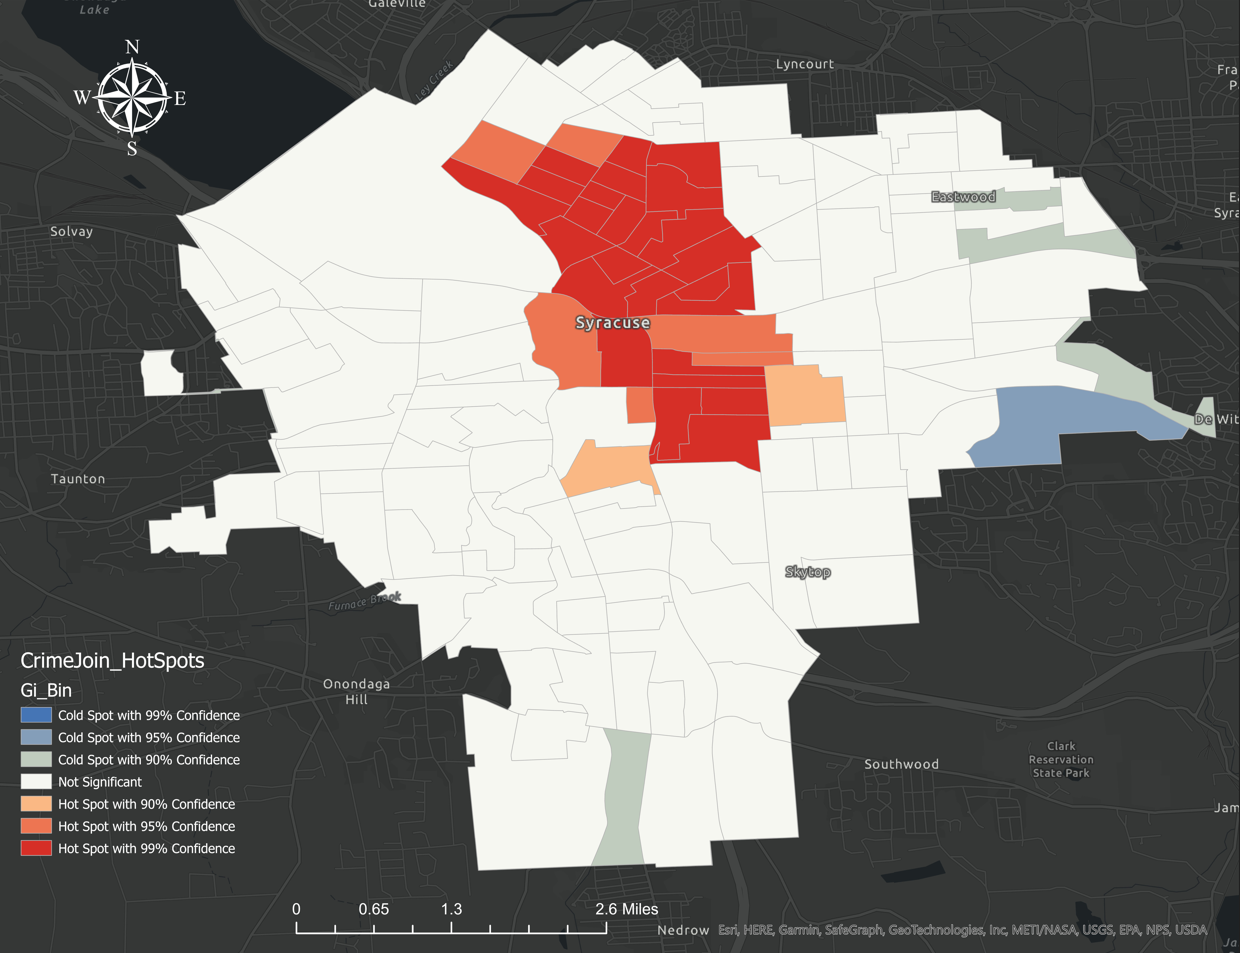 Galeville
Lake
N
W E
S
Ley Creek
Lyncourt
Fra
P
Eastwood
Ea
Syra
Solvay
Syracuse
De Wit
Taunton
Skytop
Furnace Brook
CrimeJoin_HotSpots
Gi_Bin
Cold Spot with 99% Confidence
Cold Spot with 95% Confidence
Cold Spot with 90% Confidence
Not Significant
Hot Spot with 90% Confidence
Hot Spot with 95% Confidence
Hot Spot with 99% Confidence
Onondaga
Hill
Southwood
Clark
Reservation
State Park
Jam
0 0.65 1.3 2.6 Miles
Nedrow
Esri, HERE, Garmin, SafeGraph, GeoTechnologies, Inc, METI/NASA, USGS, EPA, NPS, USDA
Ja